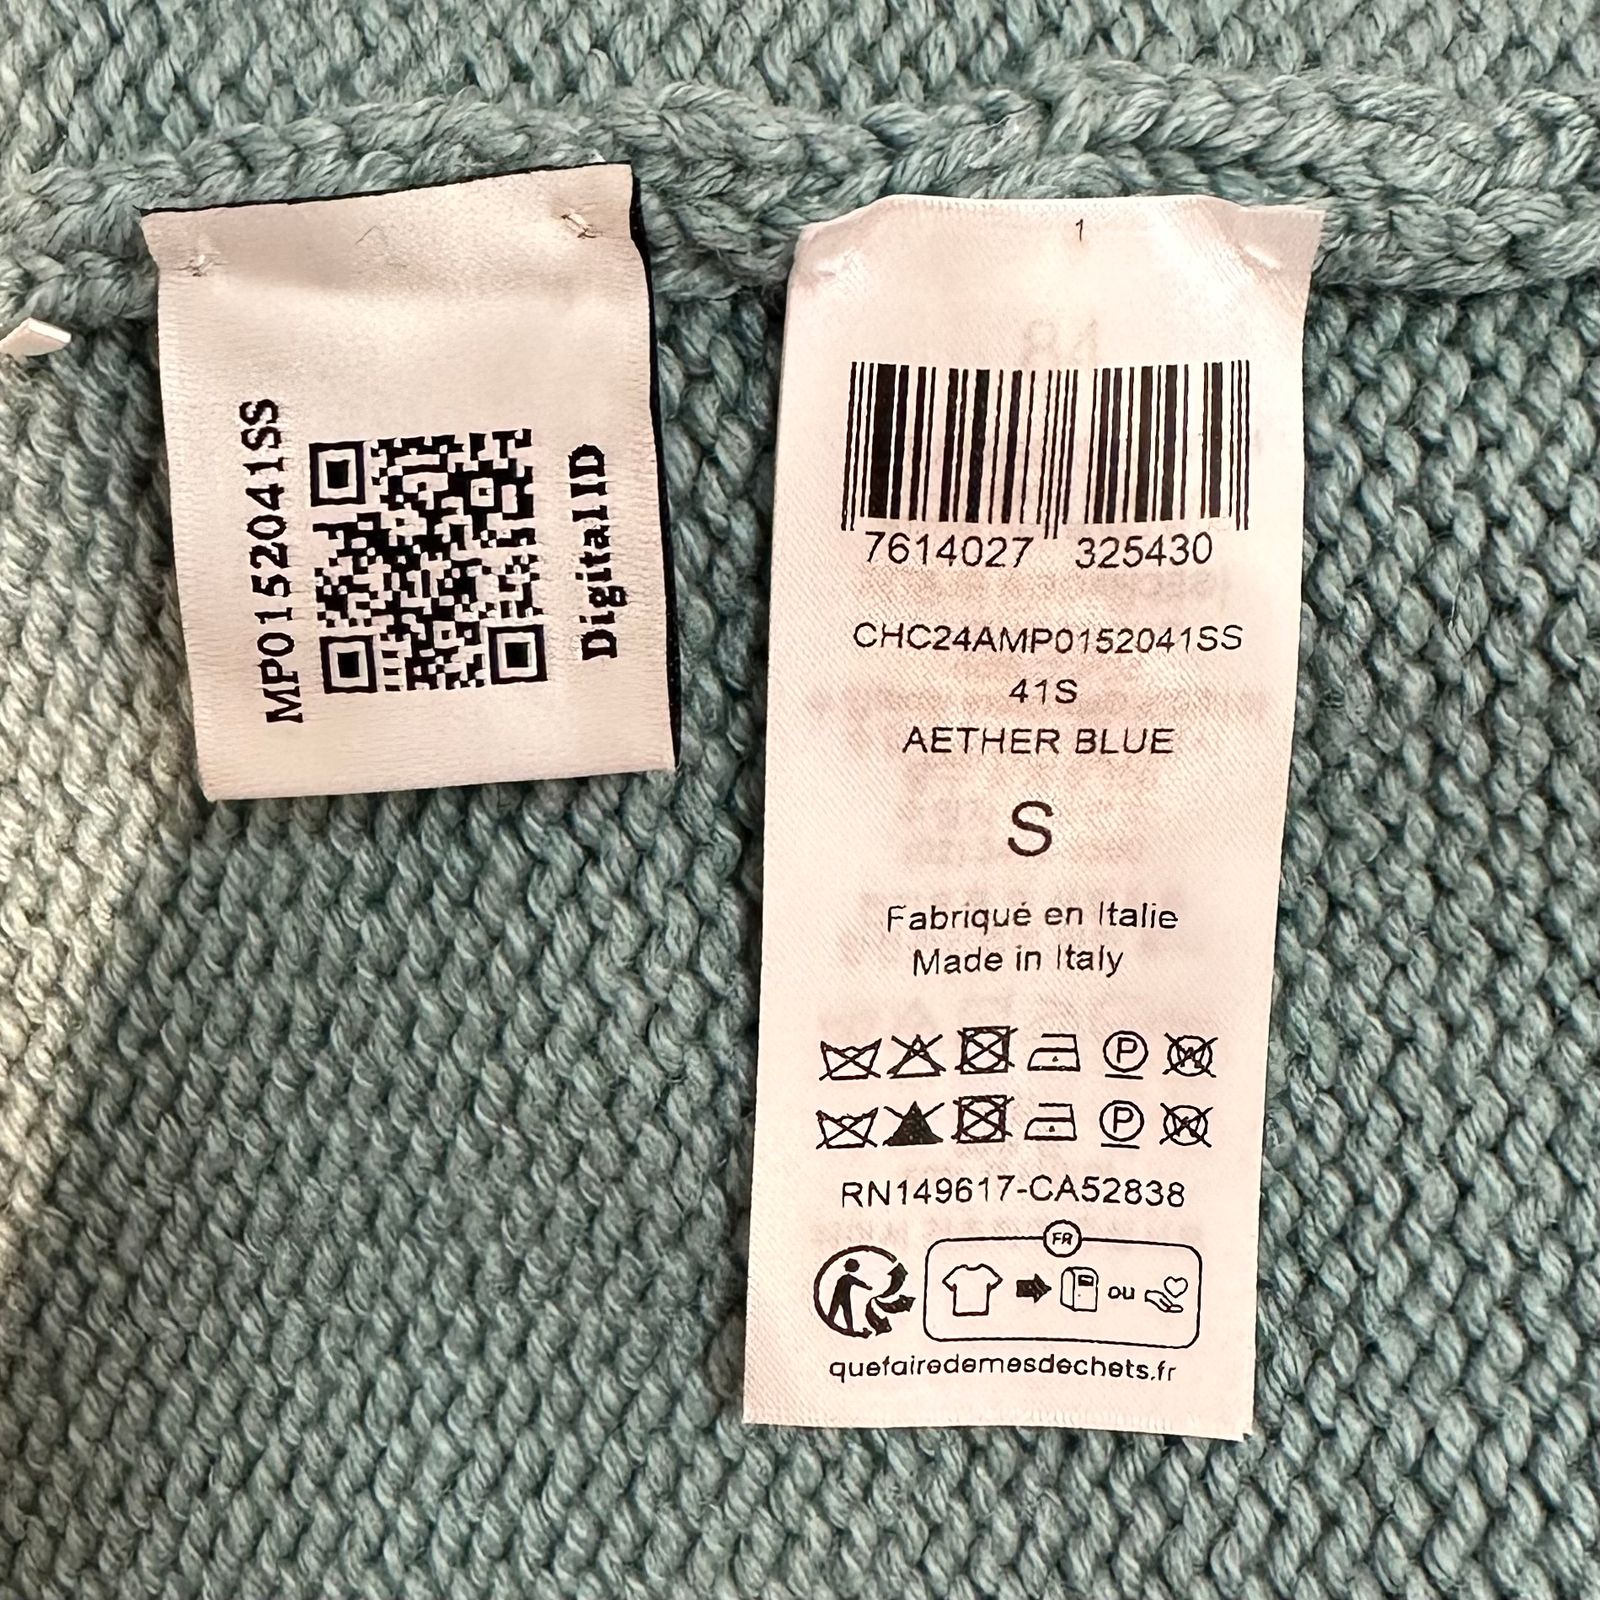 MP0152041SS
Digital ID
1
7614027 325430
CHC24AMP0152041SS
41S
AETHER BLUE
S
Fabriqué en Italie
Made in Italy
P W
P W
RN149617-CA52838
FR
ou
quefairedemesdechets.fr